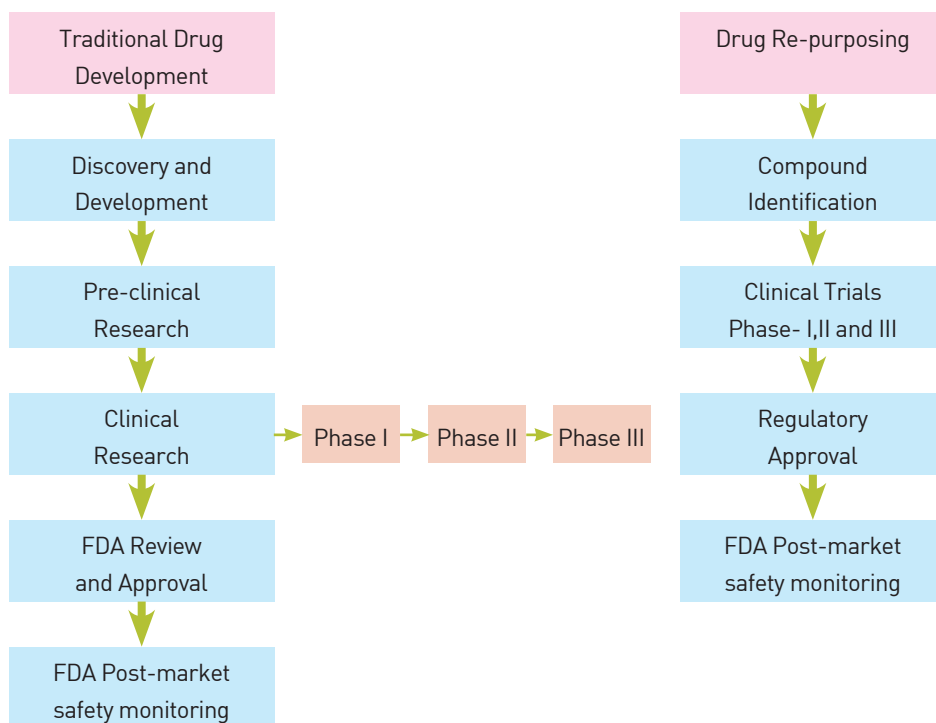 Traditional Drug
Development
Discovery and
Development
Pre-clinical
Research
Clinical
Research
Phase I
Phase II
Phase III
FDA Review
and Approval
FDA Post-market
safety monitoring
Drug Re-purposing
Compound
Identification
Clinical Trials
Phase- I,II and III
Regulatory
Approval
FDA Post-market
safety monitoring